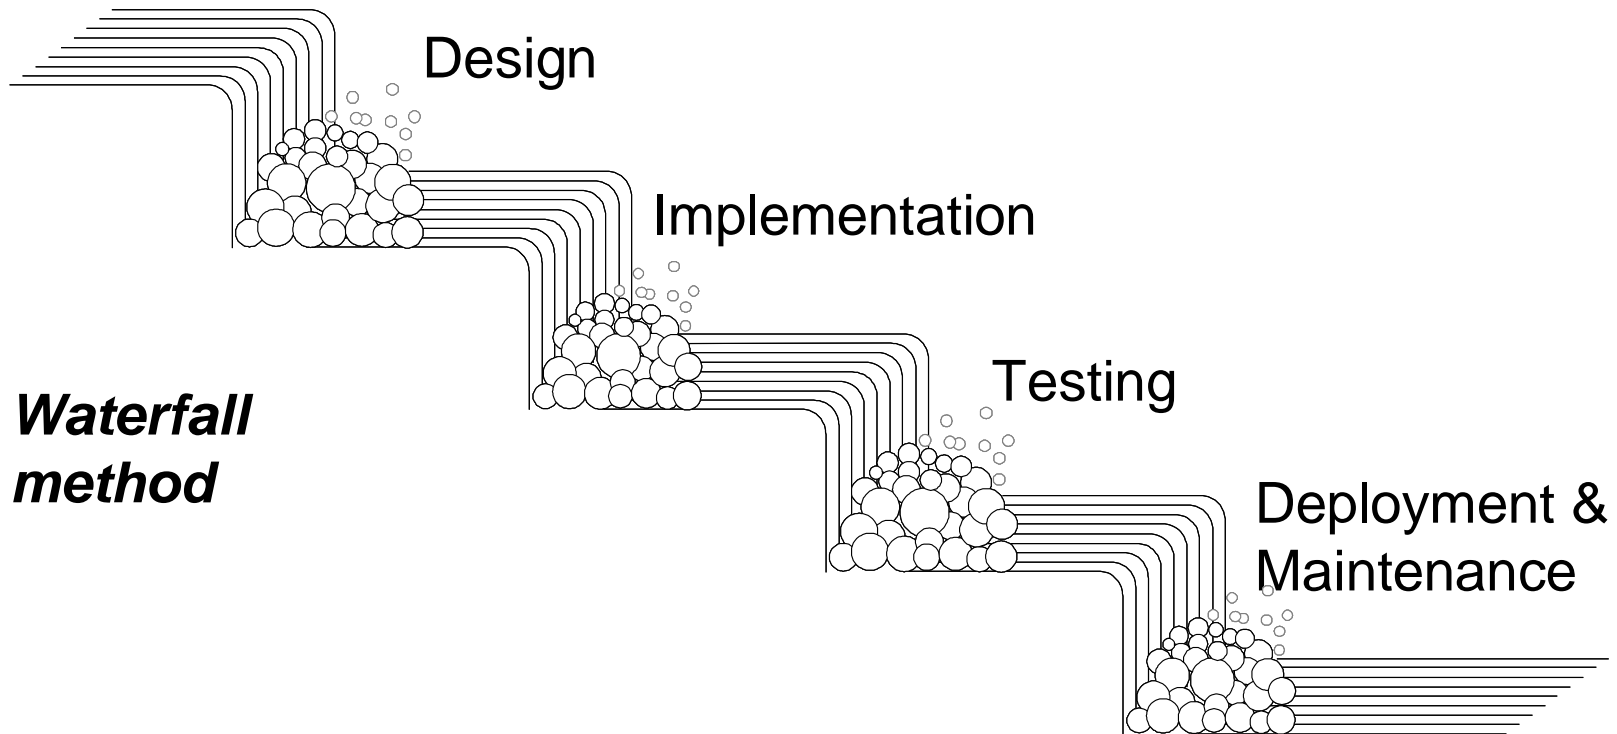 Design
Implementation
Testing
Waterfall
method
Deployment &
Maintenance